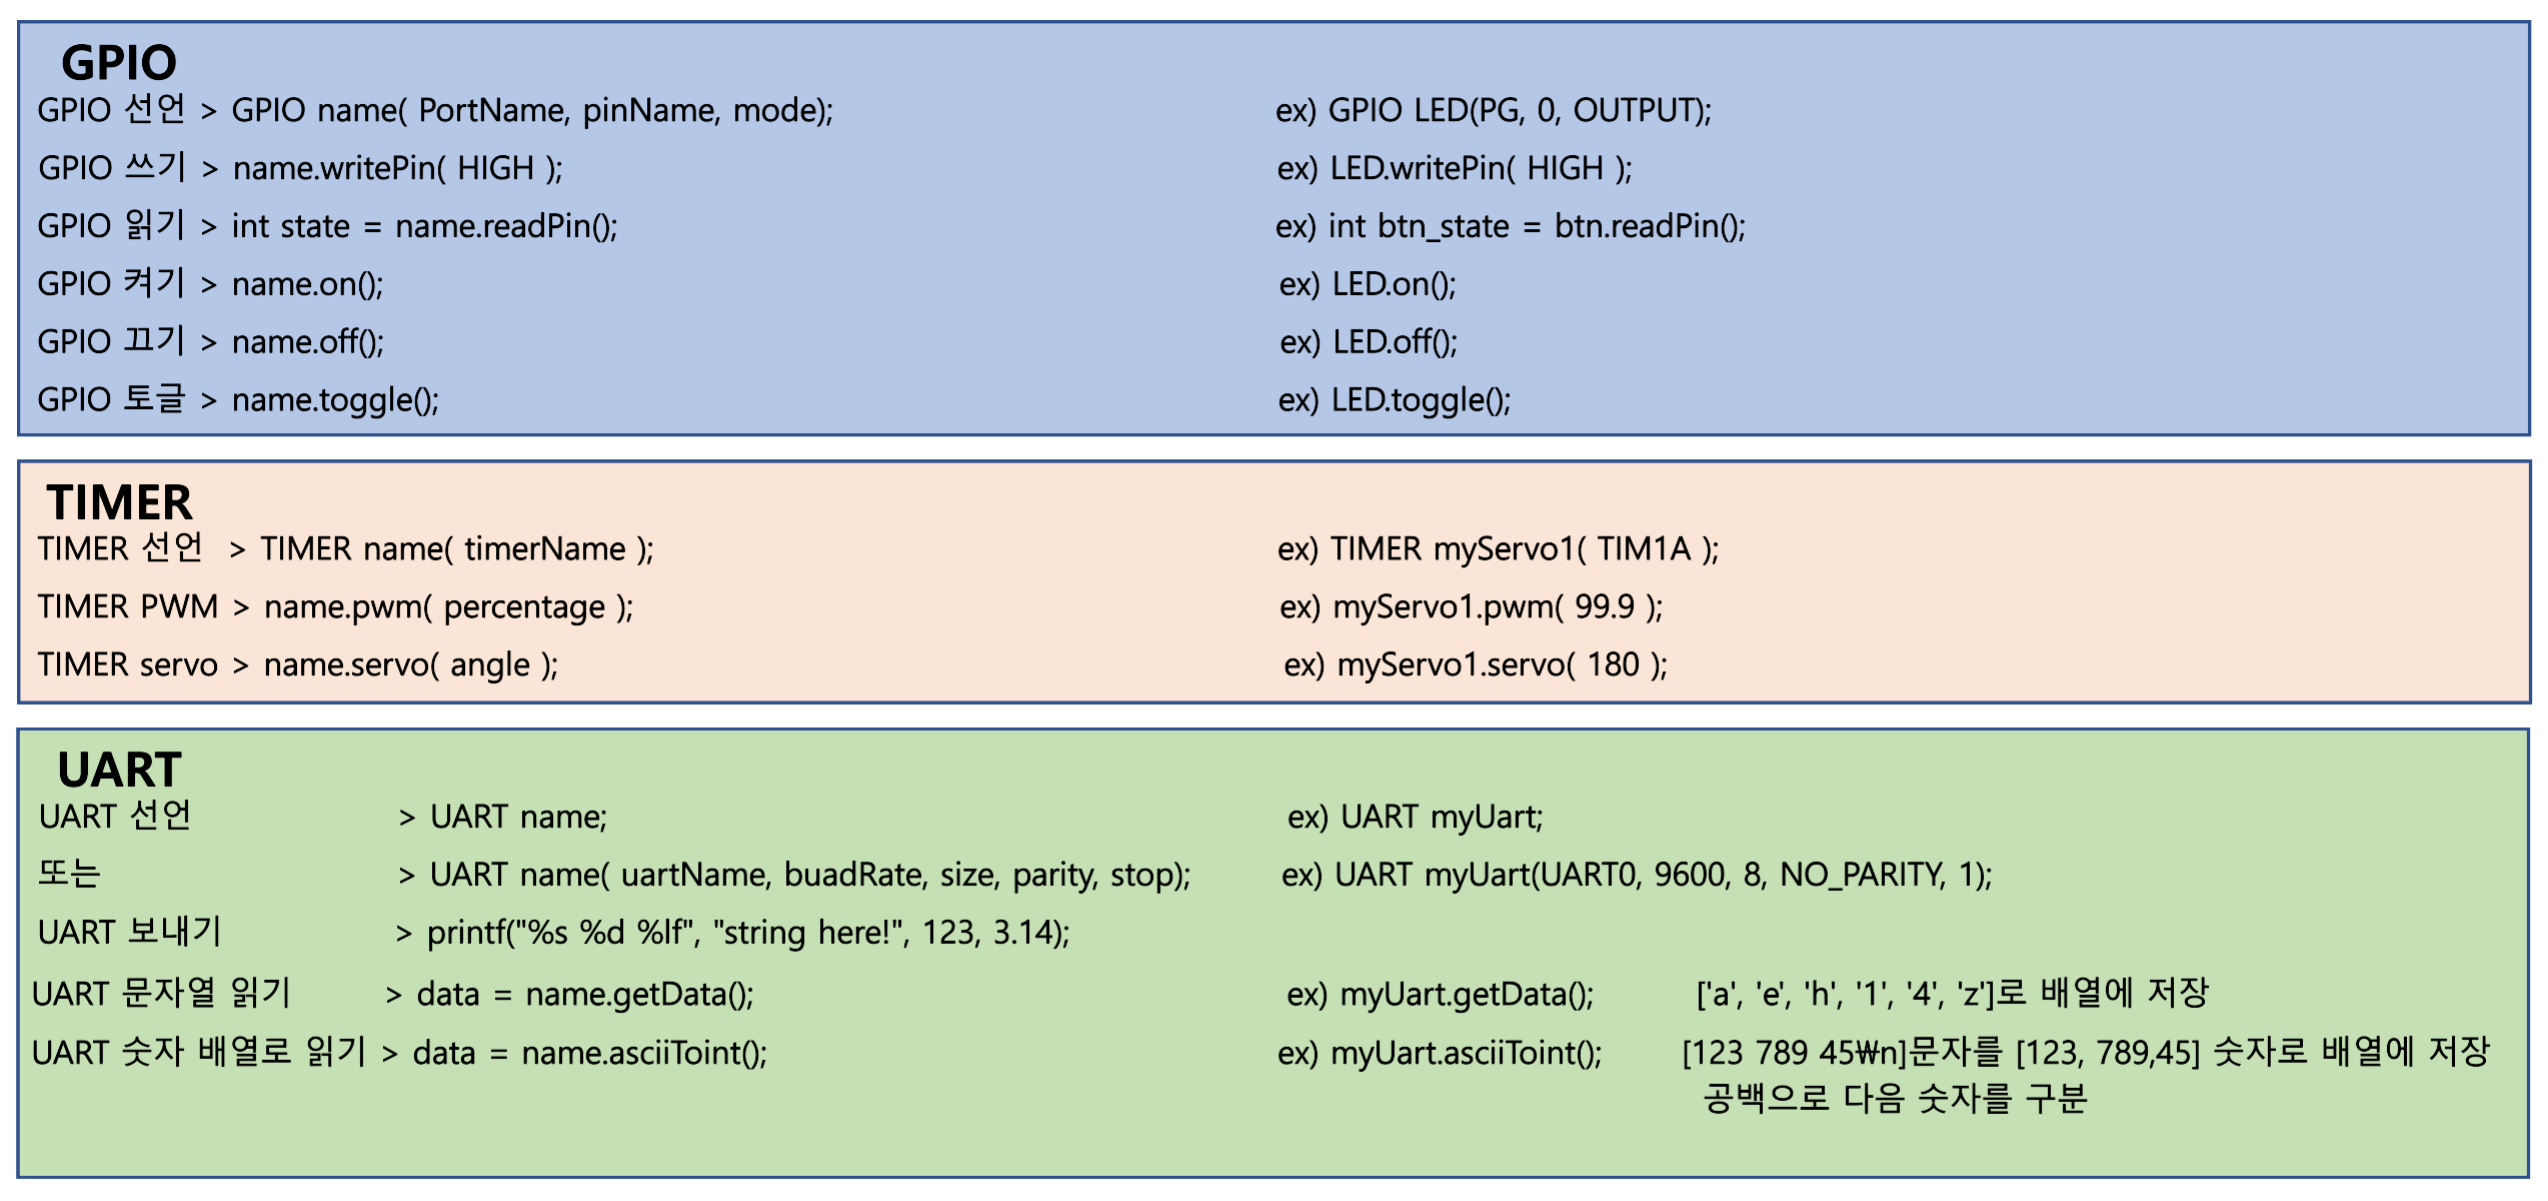 GPIO
GPIO 선언 > GPIO name( PortName, pinName, mode); ex) GPIO LED(PG, 0, OUTPUT);
GPIO 쓰기 > name.writePin( HIGH ); ex) LED.writePin( HIGH );
GPIO 읽기 > int state = name.readPin(); ex) int btn_state = btn.readPin();
GPIO 켜기 > name.on(); ex) LED.on();
GPIO 끄기 > name.off(); ex) LED.off();
GPIO 토글 > name.toggle(); ex) LED.toggle();
TIMER
TIMER 선언 > TIMER name( timerName ); ex) TIMER myServo1( TIM1A );
TIMER PWM > name.pwm( percentage ); ex) myServo1.pwm( 99.9 );
TIMER servo > name.servo( angle ); ex) myServo1.servo( 180 );
UART
UART 선언 > UART name; ex) UART myUart;
또는 > UART name( uartName, buadRate, size, parity, stop); ex) UART myUart(UART0, 9600, 8, NO_PARITY, 1);
UART 보내기 > printf("%s %d %lf", "string here!", 123, 3.14);
UART 문자열 읽기 > data = name.getData(); ex) myUart.getData(); ['a', 'e', 'h', '1', '4', 'z']로 배열에 저장
UART 숫자 배열로 읽기 > data = name.asciiToint(); ex) myUart.asciiToint(); [123 789 45₩n]문자를 [123, 789,45] 숫자로 배열에 저장
공백으로 다음 숫자를 구분